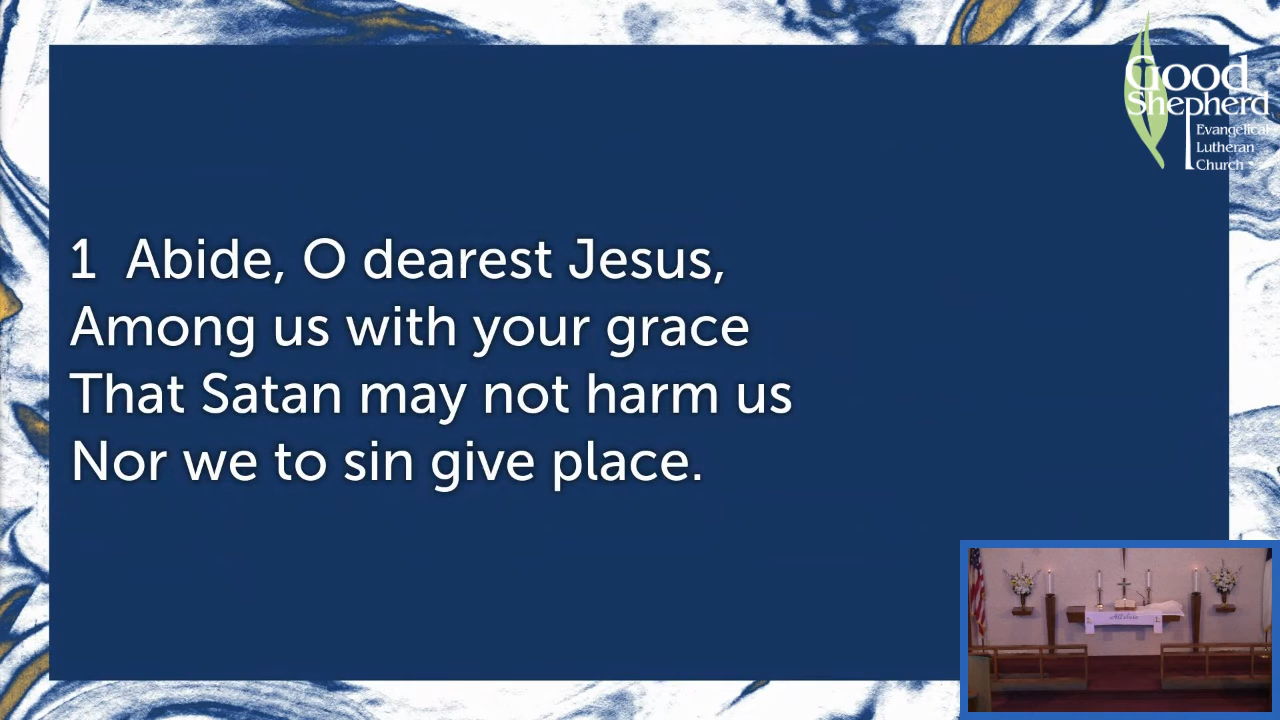 Good
Shepherd
Evangelical
Lutheran
Church
1 Abide, O dearest Jesus,
Among us with your grace
That Satan may not harm us
Nor we to sin give place.
Alleluia